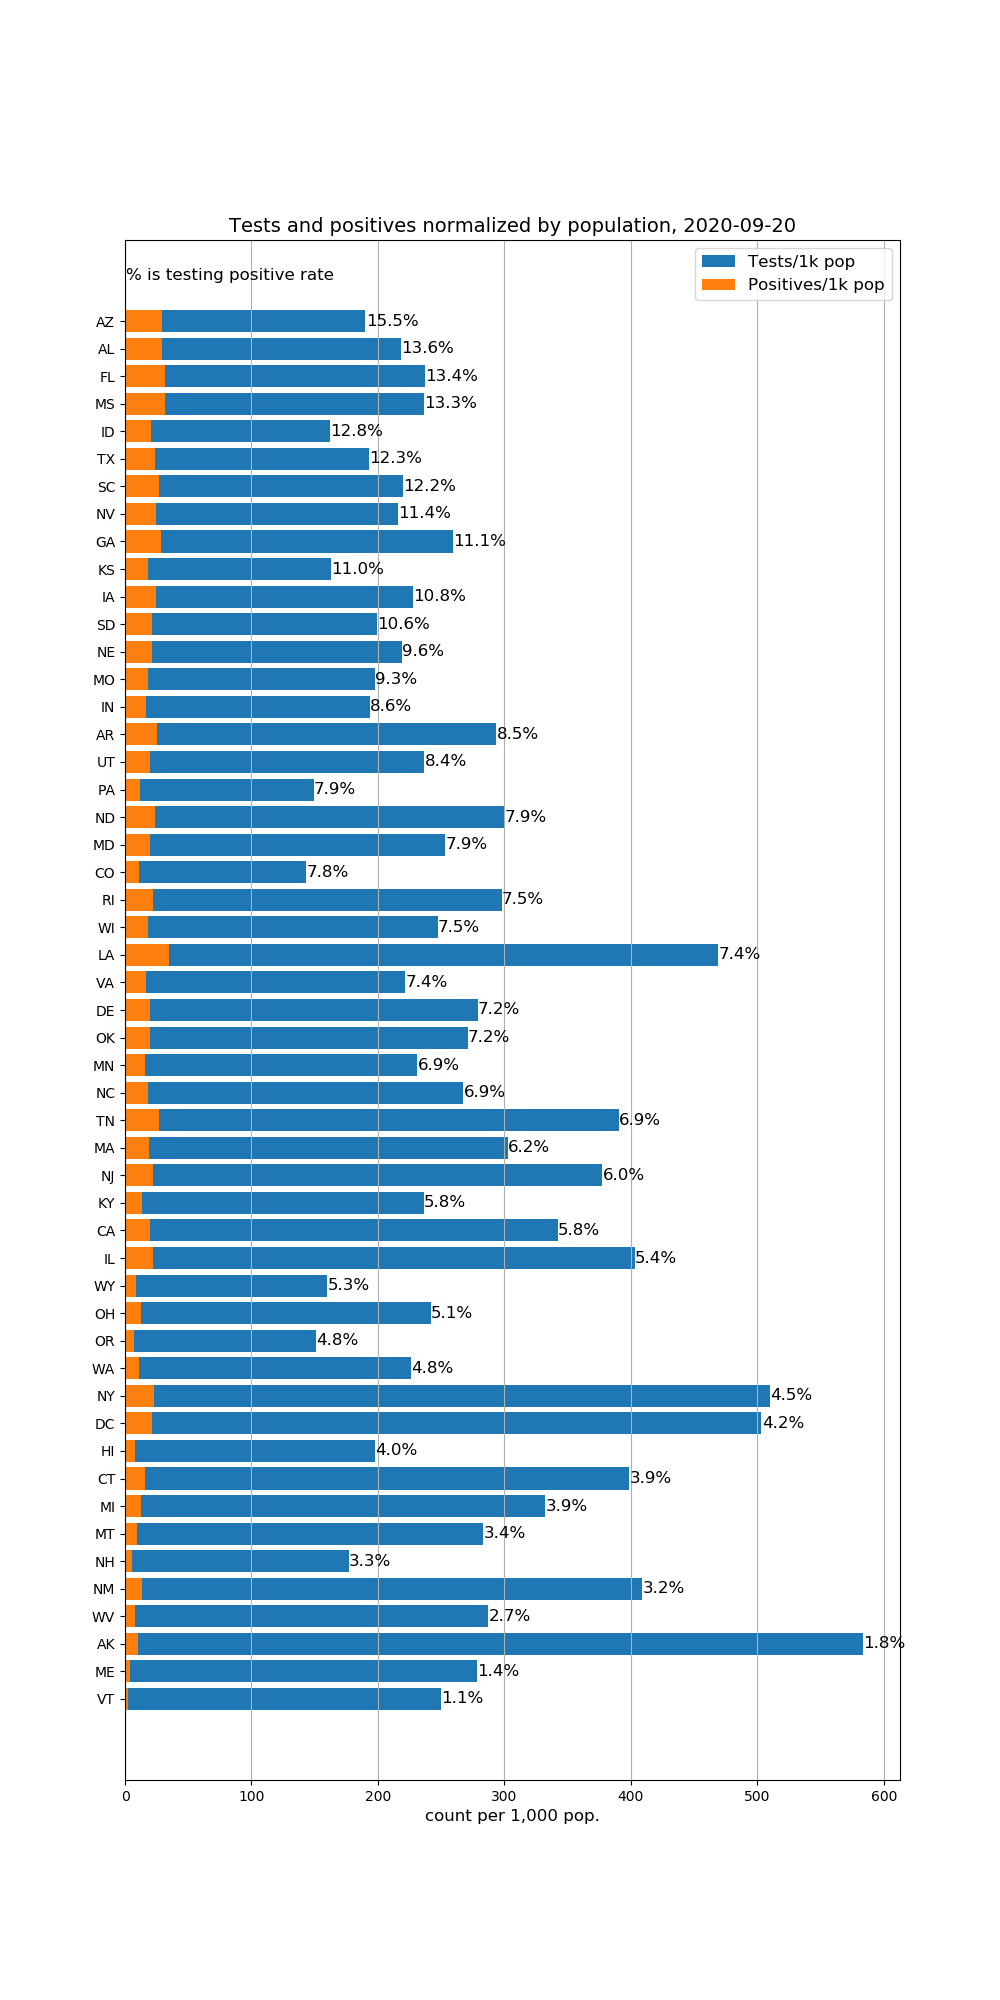 Tests and positives normalized by population, 2020-09-20
Tests/1k pop
Positives/1k pop
% is testing positive rate
AZ 15.5%
AL 13.6%
FL 13.4%
MS 13.3%
ID 12.8%
TX 12.3%
SC 12.2%
NV 11.4%
GA 11.1%
KS 11.0%
IA 10.8%
SD 10.6%
NE 9.6%
MO 9.3%
IN 8.6%
AR 8.5%
UT 8.4%
PA 7.9%
ND 7.9%
MD 7.9%
CO 7.8%
RI 7.5%
WI 7.5%
LA 7.4%
VA 7.4%
DE 7.2%
OK 7.2%
MN 6.9%
NC 6.9%
TN 6.9%
MA 6.2%
NJ 6.0%
KY 5.8%
CA 5.8%
IL 5.4%
WY 5.3%
OH 5.1%
OR 4.8%
WA 4.8%
NY 4.5%
DC 4.2%
HI 4.0%
CT 3.9%
MI 3.9%
MT 3.4%
NH 3.3%
NM 3.2%
WV 2.7%
AK 1.8%
ME 1.4%
VT 1.1%
0 100 200 300 400 500 600
count per 1,000 pop.